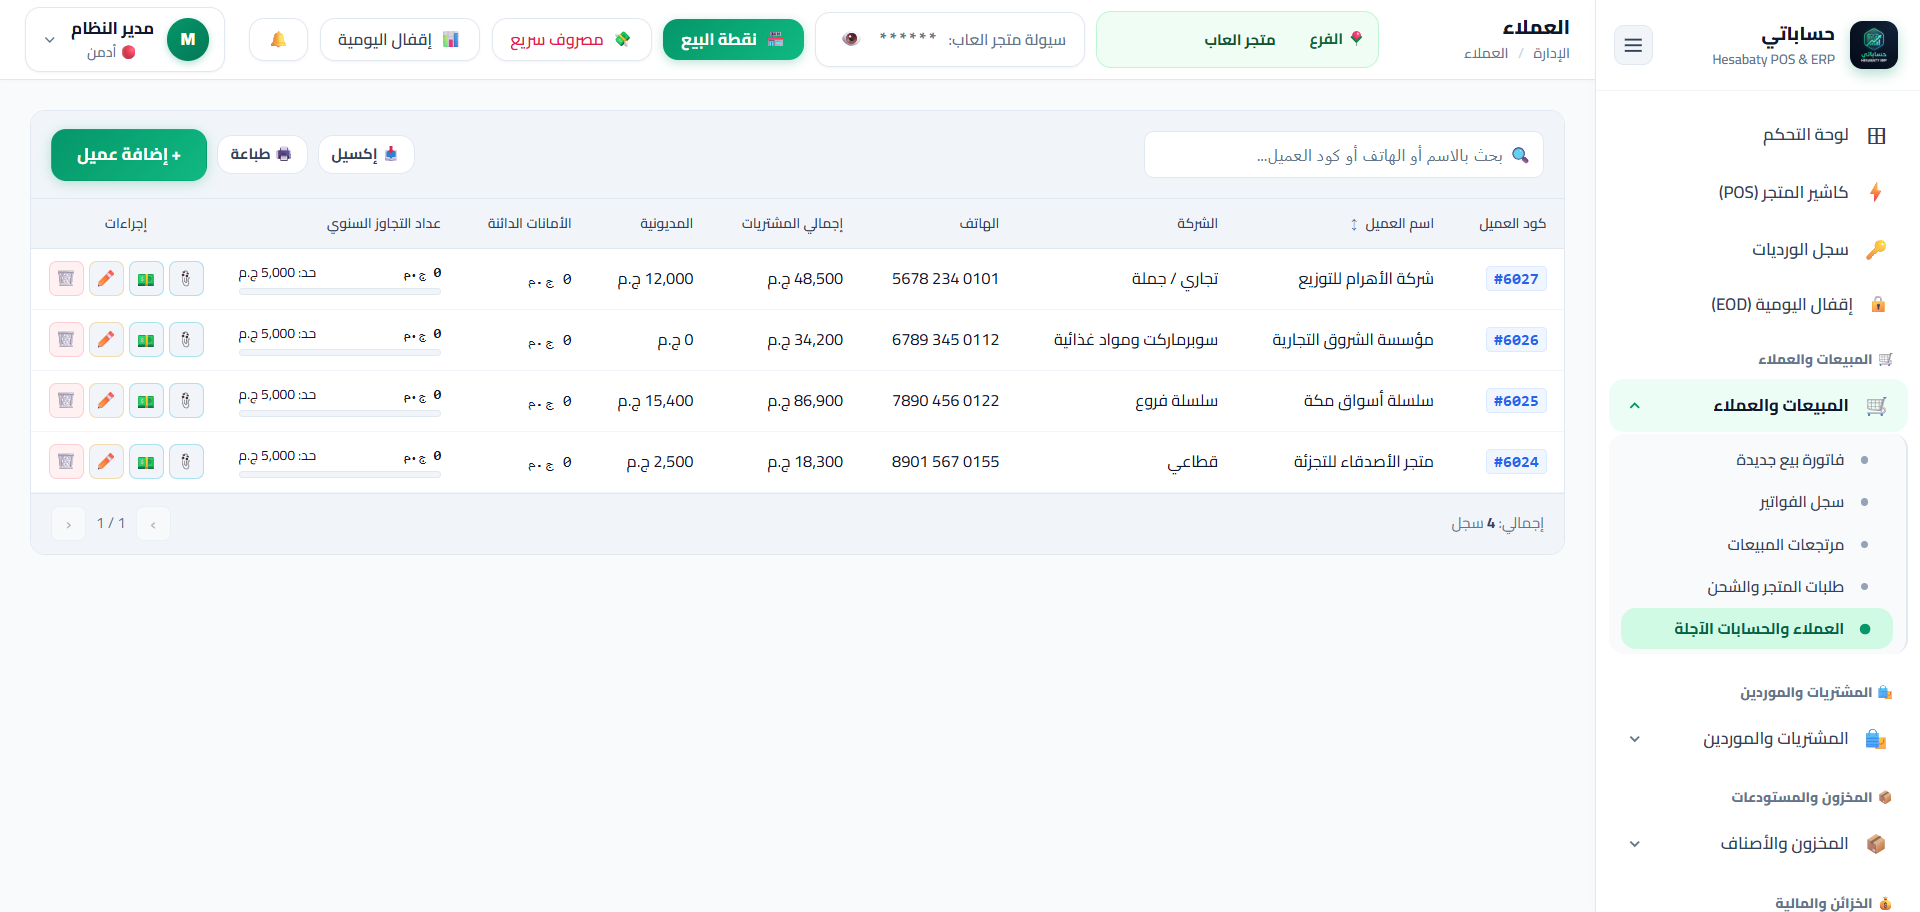 حساباتي
Hesabaty POS & ERP
لوحة التحكم
كاشير المتجر (POS)
سجل الورديات
إقفال اليومية (EOD)
المبيعات والعملاء
المبيعات والعملاء
فاتورة بيع جديدة
سجل الفواتير
مرتجعات المبيعات
طلبات المتجر والشحن
العملاء والحسابات الآجلة
المشتريات والموردين
المشتريات والموردين
المخزون والمستودعات
المخزون والأصناف
الخزائن والمالية
العملاء
الإدارة / العملاء
الفرع متجر العاب
سيولة متجر العاب: ******
نقطة البيع
مصروف سريع
إقفال اليومية
M
مدير النظام
أدمن
بحث بالاسم أو الهاتف أو كود العميل...
إكسيل
طباعة
+ إضافة عميل
كود العميل اسم العميل ↕ الشركة الهاتف إجمالي المشتريات المديونية الأمانات الدائنة عداد التجاوز السنوي إجراءات
#6027 شركة الأهرام للتوزيع تجاري / جملة 0101 234 5678 48,500 ج.م 12,000 ج.م 0 ج.م 0 ج.م حد: 5,000 ج.م
#6026 مؤسسة الشروق التجارية سوبرماركت ومواد غذائية 0112 345 6789 34,200 ج.م 0 ج.م 0 ج.م 0 ج.م حد: 5,000 ج.م
#6025 سلسلة أسواق مكة سلسلة فروع 0122 456 7890 86,900 ج.م 15,400 ج.م 0 ج.م 0 ج.م حد: 5,000 ج.م
#6024 متجر الأصدقاء للتجزئة قطاعي 0155 567 8901 18,300 ج.م 2,500 ج.م 0 ج.م 0 ج.م حد: 5,000 ج.م
إجمالي: 4 سجل
1 / 1